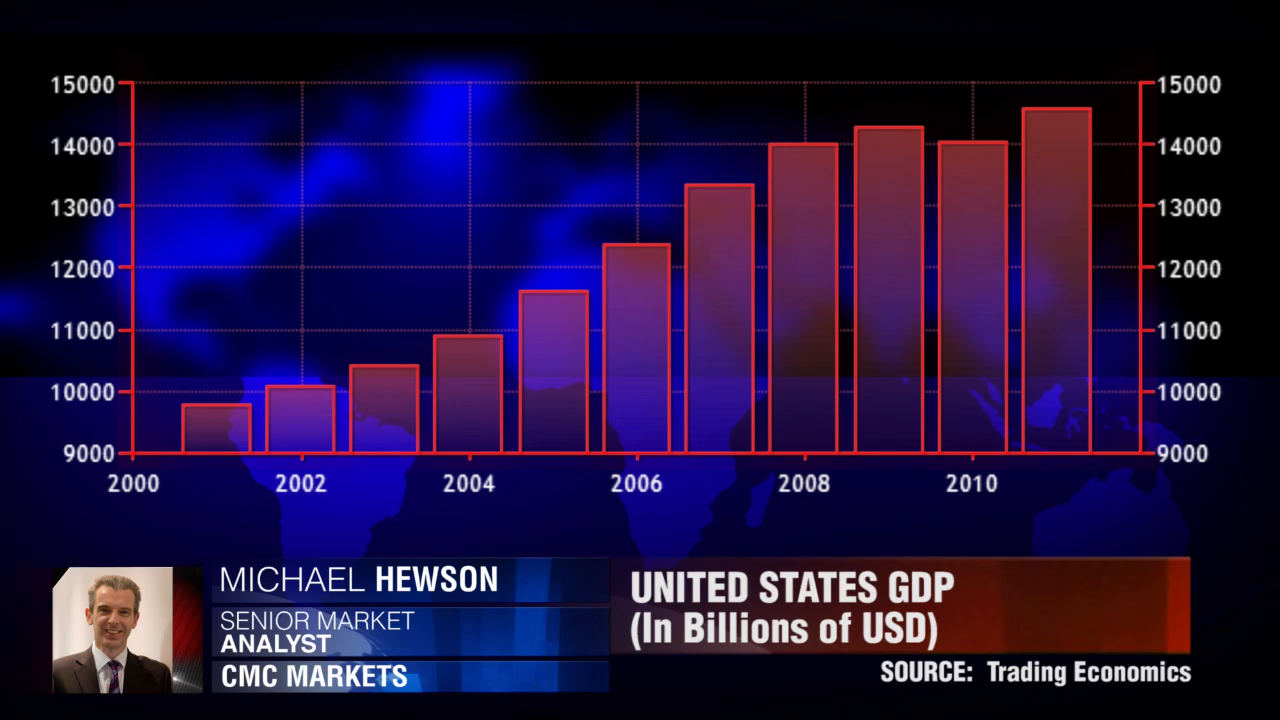 15000 15000
14000 14000
13000 13000
12000 12000
11000 11000
10000 10000
9000 9000
2000 2002 2004 2006 2008 2010
MICHAEL HEWSON
SENIOR MARKET
ANALYST
CMC MARKETS
UNITED STATES GDP
(In Billions of USD)
SOURCE: Trading Economics